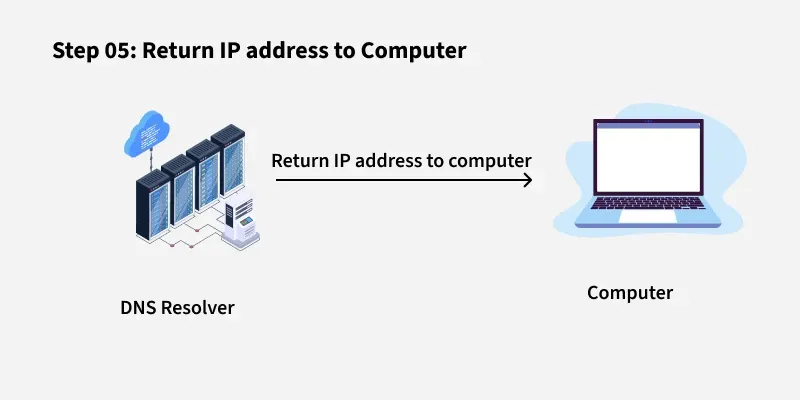 Step 05: Return IP address to Computer
Return IP address to computer
DNS Resolver
Computer